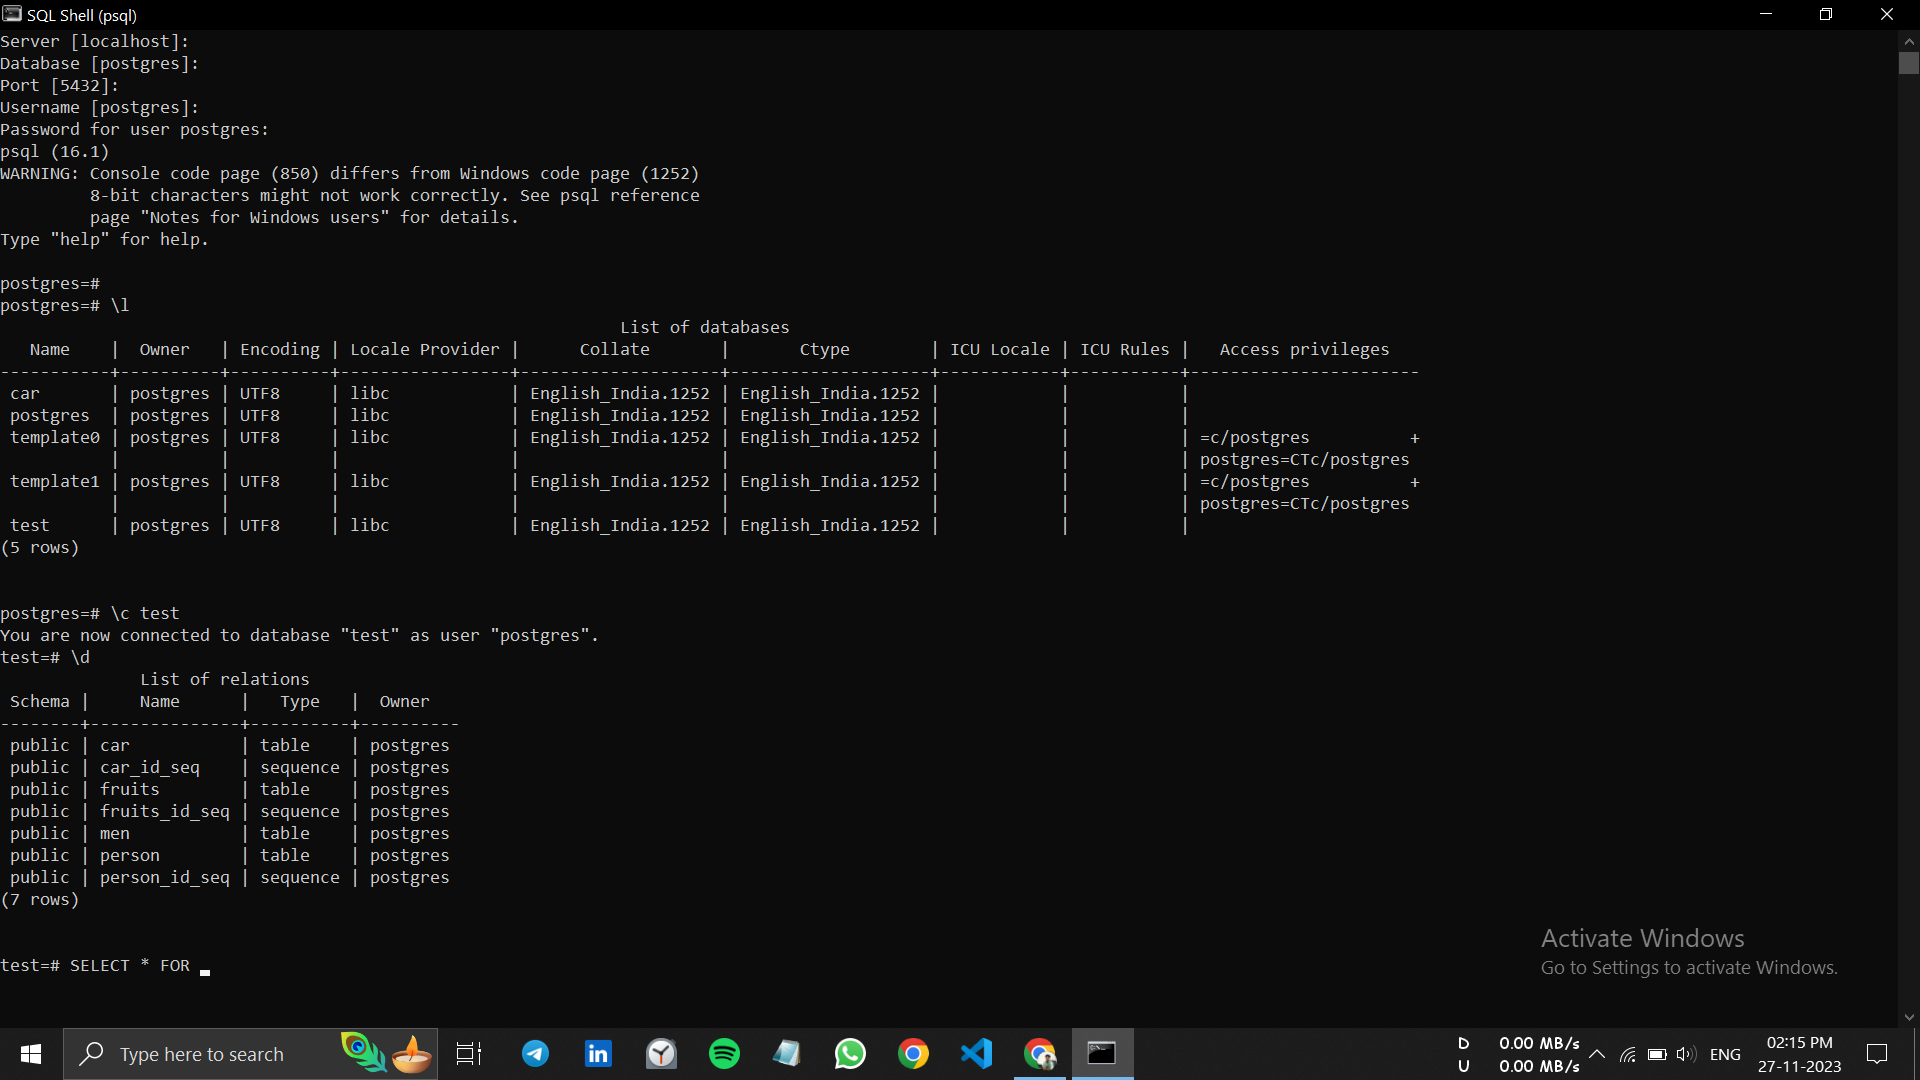 SQL Shell (psql)
Server [localhost]:
Database [postgres]:
Port [5432]:
Username [postgres]:
Password for user postgres:
psql (16.1)
WARNING: Console code page (850) differs from Windows code page (1252)
         8-bit characters might not work correctly. See psql reference
         page "Notes for Windows users" for details.
Type "help" for help.

postgres=#
postgres=# \l
                                                              List of databases
   Name    |  Owner   | Encoding | Locale Provider |      Collate       |       Ctype        | ICU Locale | ICU Rules |   Access privileges
-----------+----------+----------+-----------------+--------------------+--------------------+------------+-----------+-----------------------
 car       | postgres | UTF8     | libc            | English_India.1252 | English_India.1252 |            |           |
 postgres  | postgres | UTF8     | libc            | English_India.1252 | English_India.1252 |            |           |
 template0 | postgres | UTF8     | libc            | English_India.1252 | English_India.1252 |            |           | =c/postgres          +
           |          |          |                 |                    |                    |            |           | postgres=CTc/postgres
 template1 | postgres | UTF8     | libc            | English_India.1252 | English_India.1252 |            |           | =c/postgres          +
           |          |          |                 |                    |                    |            |           | postgres=CTc/postgres
 test      | postgres | UTF8     | libc            | English_India.1252 | English_India.1252 |            |           |
(5 rows)

postgres=# \c test
You are now connected to database "test" as user "postgres".
test=# \d
              List of relations
 Schema |     Name      |   Type   |  Owner
--------+---------------+----------+----------
 public | car           | table    | postgres
 public | car_id_seq    | sequence | postgres
 public | fruits        | table    | postgres
 public | fruits_id_seq | sequence | postgres
 public | men           | table    | postgres
 public | person        | table    | postgres
 public | person_id_seq | sequence | postgres
(7 rows)

test=# SELECT * FOR
Activate Windows
Go to Settings to activate Windows.
Type here to search
D 0.00 MB/s
U 0.00 MB/s
ENG
02:15 PM
27-11-2023